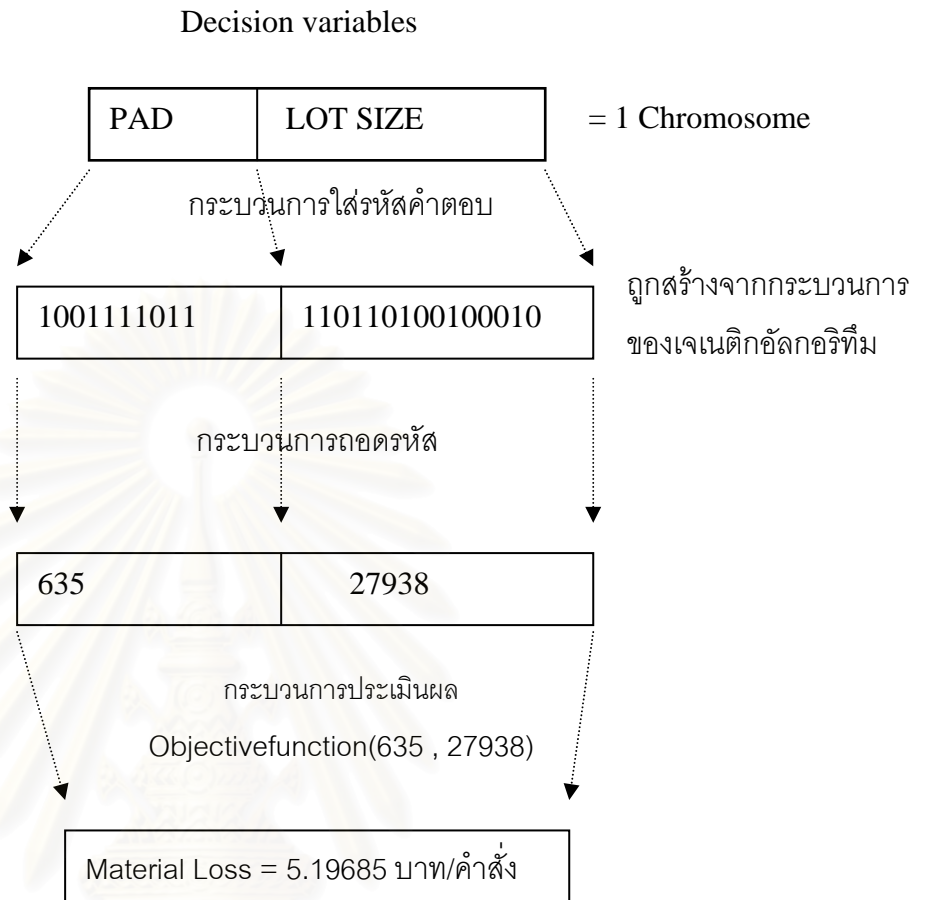 Decision variables
PAD LOT SIZE = 1 Chromosome
กระบวนการใส่รหัสคำตอบ
1001111011 110110100100010
ถูกสร้างจากกระบวนการ
ของเจเนติกอัลกอริทึม
กระบวนการถอดรหัส
635 27938
กระบวนการประเมินผล
Objectivefunction(635 , 27938)
Material Loss = 5.19685 บาท/คำสั่ง